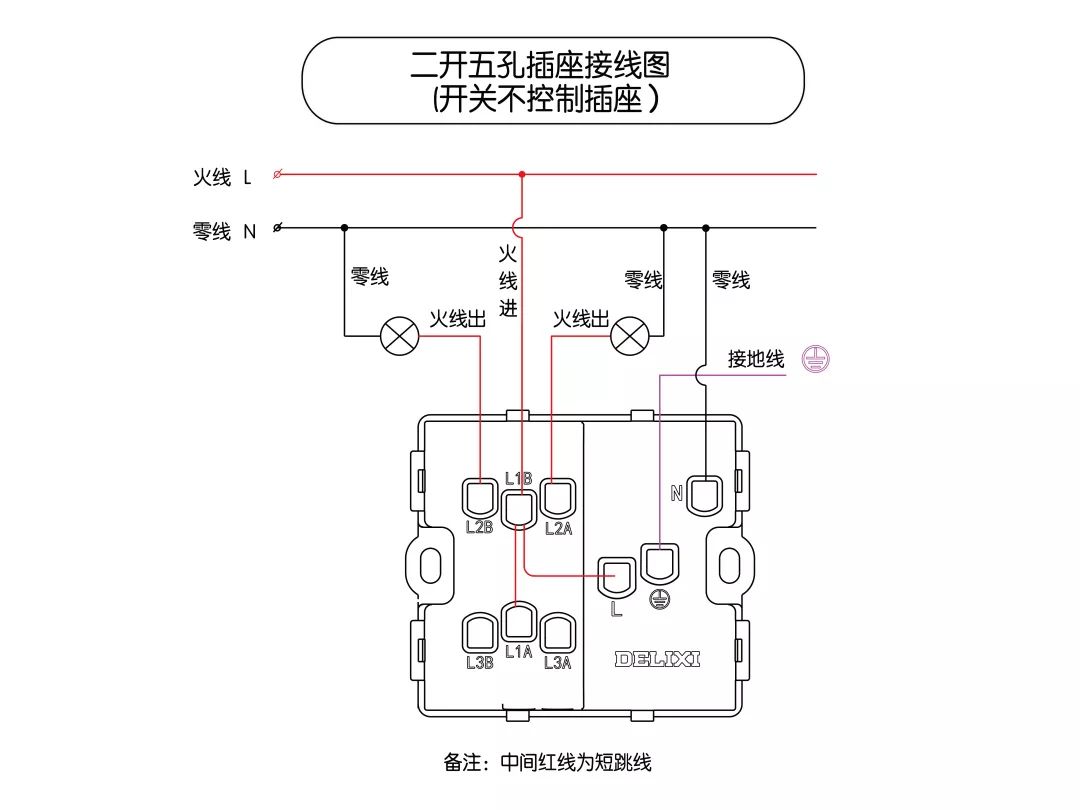 二开五孔插座接线图
(开关不控制插座)
火线 L
零线 N
零线
火线进
零线
零线
火线出
火线出
接地线
L1B
L2B
L2A
N
L
L3B
L1A
L3A
DELIXI
备注：中间红线为短跳线